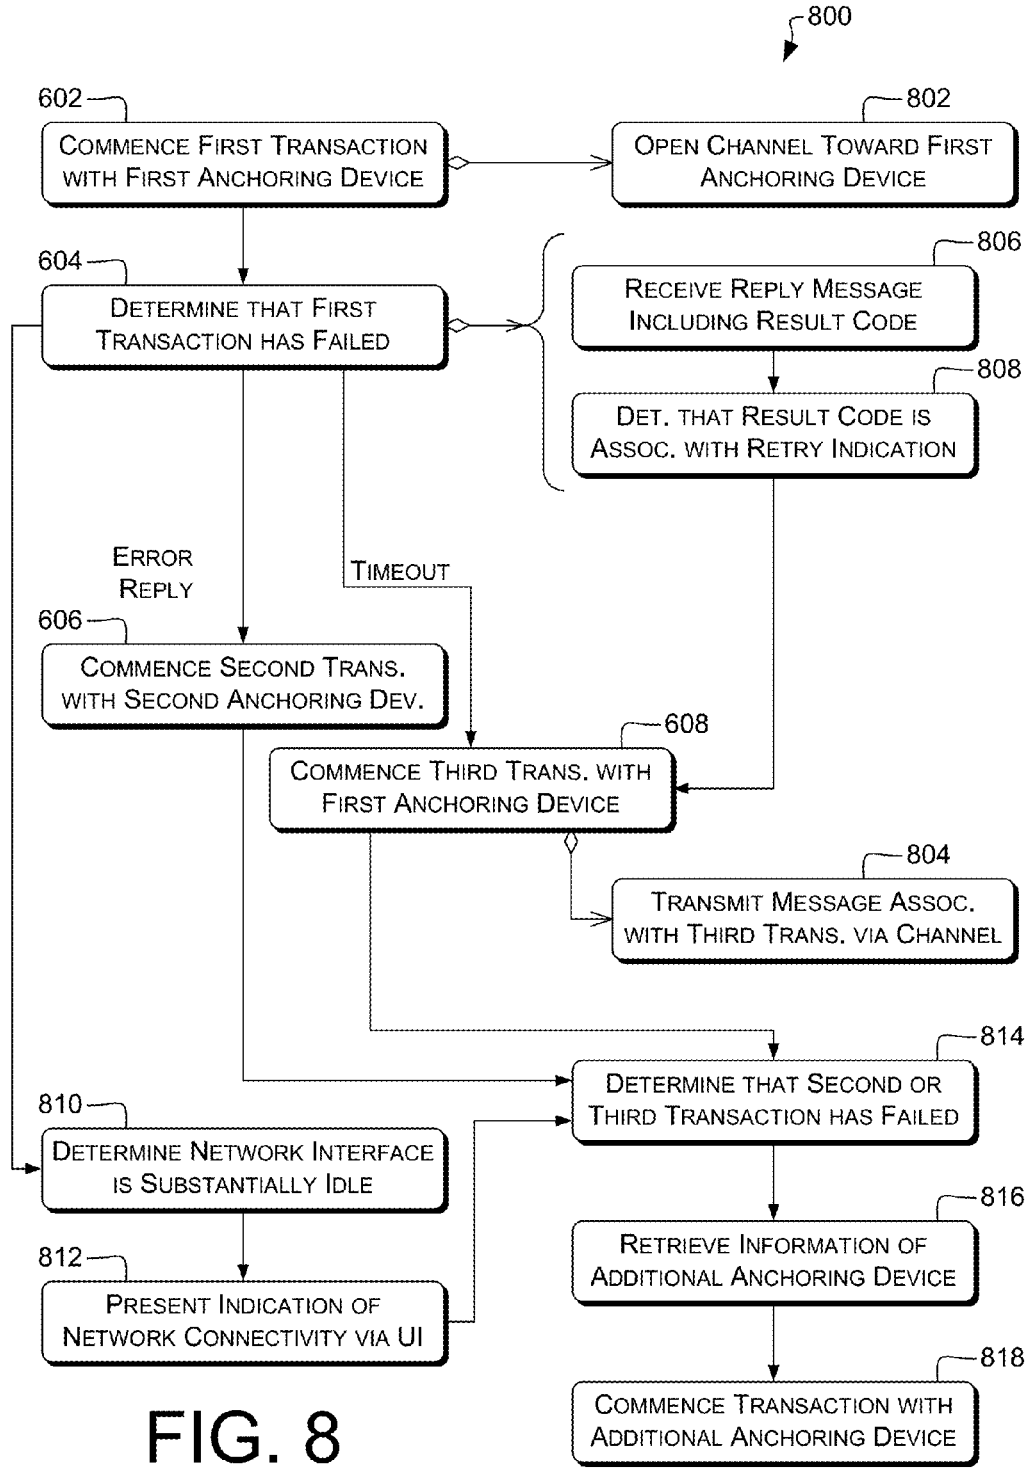 800
602
COMMENCE FIRST TRANSACTION
WITH FIRST ANCHORING DEVICE
802
OPEN CHANNEL TOWARD FIRST
ANCHORING DEVICE
604
DETERMINE THAT FIRST
TRANSACTION HAS FAILED
806
RECEIVE REPLY MESSAGE
INCLUDING RESULT CODE
808
DET. THAT RESULT CODE IS
ASSOC. WITH RETRY INDICATION
ERROR
REPLY
TIMEOUT
606
COMMENCE SECOND TRANS.
WITH SECOND ANCHORING DEV.
608
COMMENCE THIRD TRANS. WITH
FIRST ANCHORING DEVICE
804
TRANSMIT MESSAGE ASSOC.
WITH THIRD TRANS. VIA CHANNEL
814
DETERMINE THAT SECOND OR
THIRD TRANSACTION HAS FAILED
810
DETERMINE NETWORK INTERFACE
IS SUBSTANTIALLY IDLE
816
RETRIEVE INFORMATION OF
ADDITIONAL ANCHORING DEVICE
812
PRESENT INDICATION OF
NETWORK CONNECTIVITY VIA UI
818
COMMENCE TRANSACTION WITH
ADDITIONAL ANCHORING DEVICE
FIG. 8